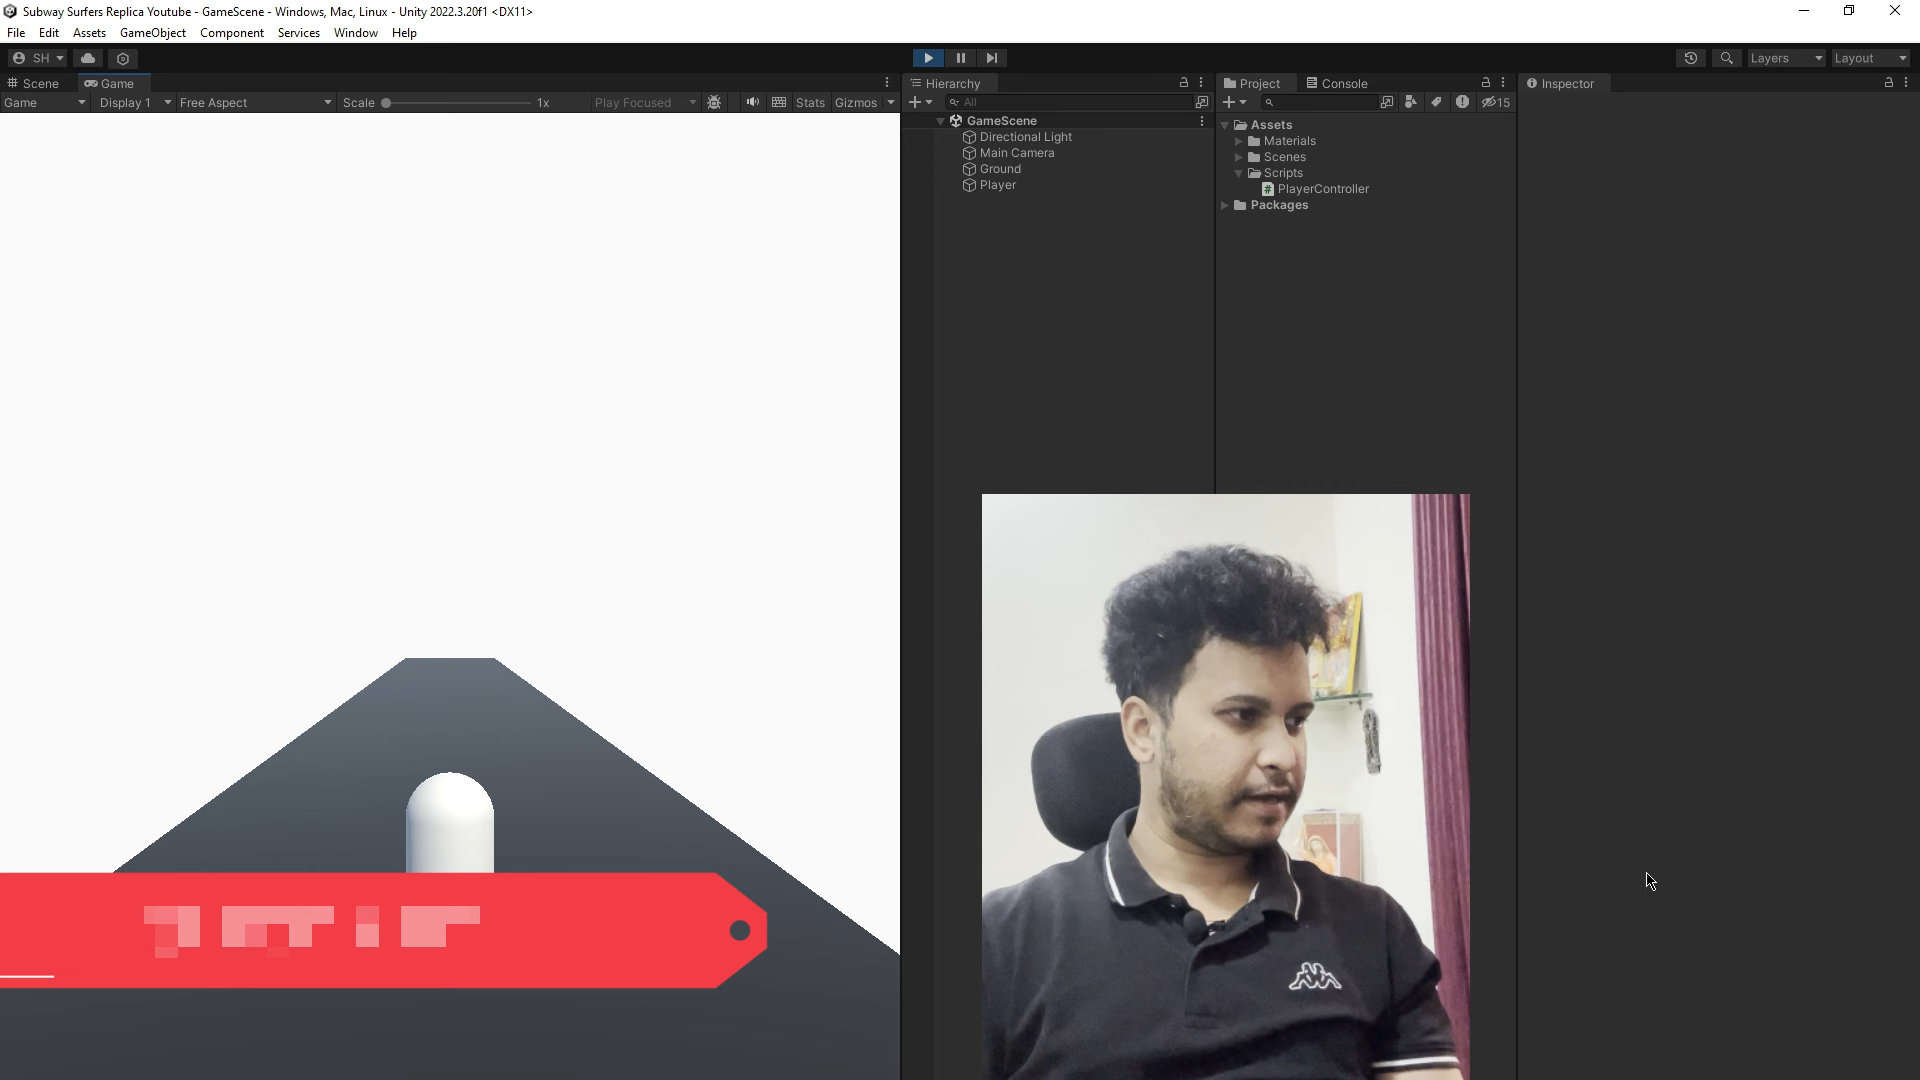 Subway Surfers Replica Youtube - GameScene - Windows, Mac, Linux - Unity 2022.3.20f1 <DX11>
File Edit Assets GameObject Component Services Window Help
SH Layers Layout
Scene Game Hierarchy Project Console Inspector
Game Display 1 Free Aspect Scale 1x Play Focused Stats Gizmos All 15
GameScene
Directional Light
Main Camera
Ground
Player
Assets
Materials
Scenes
Scripts
PlayerController
Packages